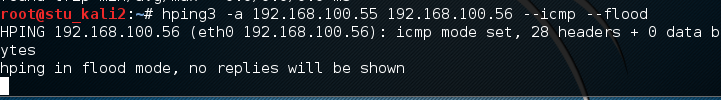 root@stu_kali2:~# hping3 -a 192.168.100.55 192.168.100.56 --icmp --flood
HPING 192.168.100.56 (eth0 192.168.100.56): icmp mode set, 28 headers + 0 data b
ytes
hping in flood mode, no replies will be shown